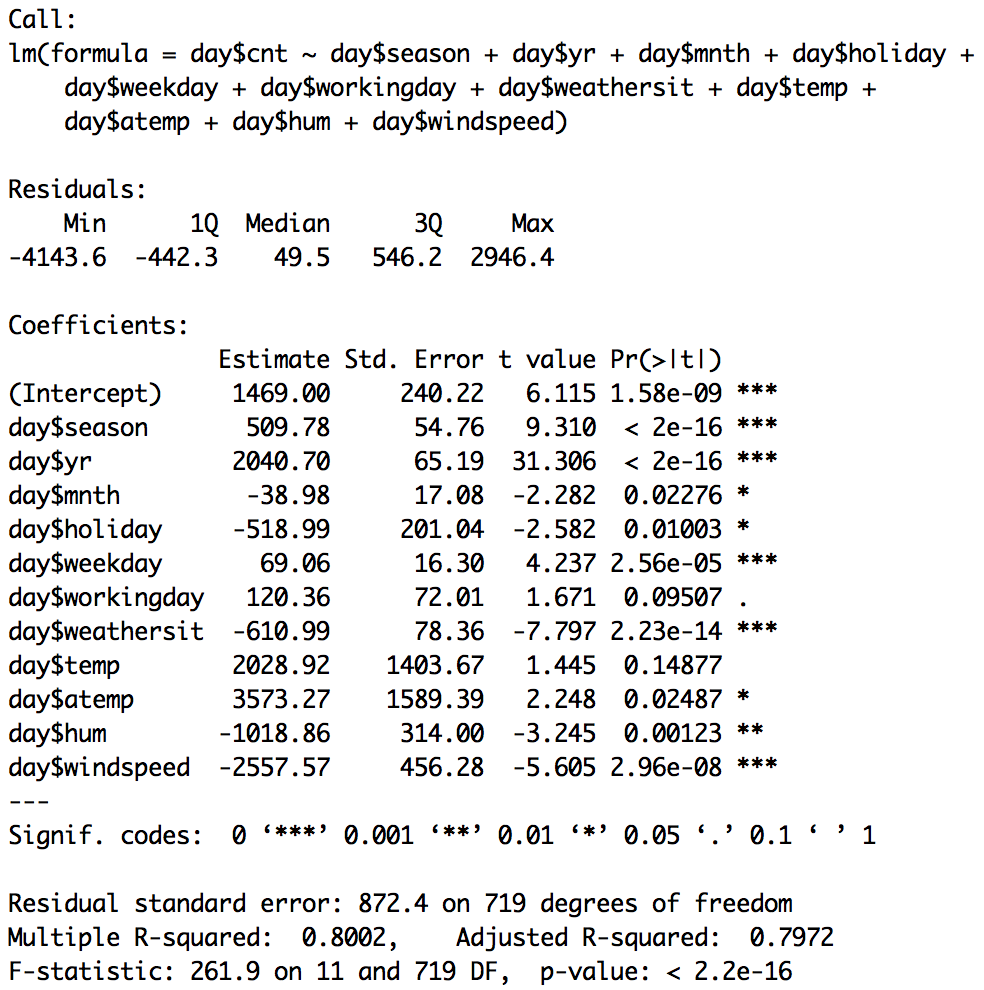 Call:
lm(formula = day$cnt ~ day$season + day$yr + day$mnth + day$holiday +
    day$weekday + day$workingday + day$weathersit + day$temp +
    day$atemp + day$hum + day$windspeed)

Residuals:
    Min      1Q  Median      3Q     Max
-4143.6  -442.3    49.5   546.2  2946.4

Coefficients:
               Estimate Std. Error t value Pr(>|t|)
(Intercept)     1469.00     240.22   6.115 1.58e-09 ***
day$season       509.78      54.76   9.310  < 2e-16 ***
day$yr          2040.70      65.19  31.306  < 2e-16 ***
day$mnth         -38.98      17.08  -2.282  0.02276 *
day$holiday     -518.99     201.04  -2.582  0.01003 *
day$weekday       69.06      16.30   4.237 2.56e-05 ***
day$workingday   120.36      72.01   1.671  0.09507 .
day$weathersit  -610.99      78.36  -7.797 2.23e-14 ***
day$temp        2028.92    1403.67   1.445  0.14877
day$atemp       3573.27    1589.39   2.248  0.02487 *
day$hum        -1018.86     314.00  -3.245  0.00123 **
day$windspeed  -2557.57     456.28  -5.605 2.96e-08 ***
---
Signif. codes:  0 ‘***’ 0.001 ‘**’ 0.01 ‘*’ 0.05 ‘.’ 0.1 ‘ ’ 1

Residual standard error: 872.4 on 719 degrees of freedom
Multiple R-squared:  0.8002,    Adjusted R-squared:  0.7972
F-statistic: 261.9 on 11 and 719 DF,  p-value: < 2.2e-16